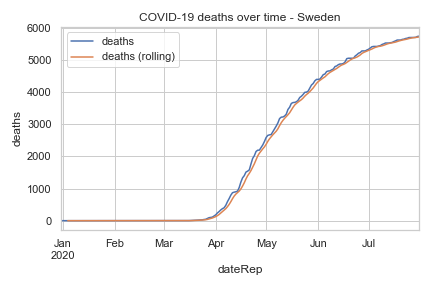 COVID-19 deaths over time - Sweden
deaths
deaths (rolling)
6000
5000
4000
3000
2000
1000
0
deaths
Jan Feb Mar Apr May Jun Jul
2020
dateRep